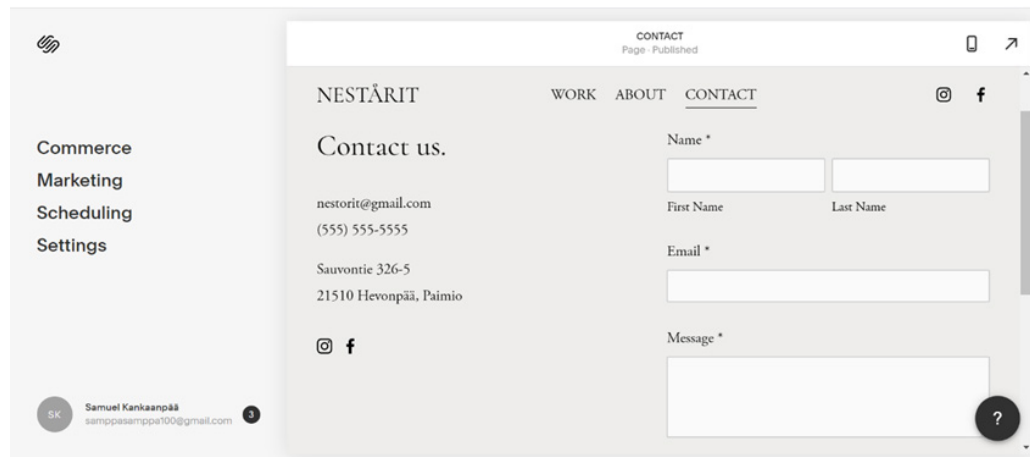 CONTACT
Page · Published
Commerce
Marketing
Scheduling
Settings
SK
Samuel Kankaanpää
samppasamppa100@gmail.com
3
NESTÅRIT
WORK ABOUT CONTACT
Contact us.
nestorit@gmail.com
(555) 555-5555
Sauvontie 326-5
21510 Hevonpää, Paimio
Name *
First Name Last Name
Email *
Message *
?